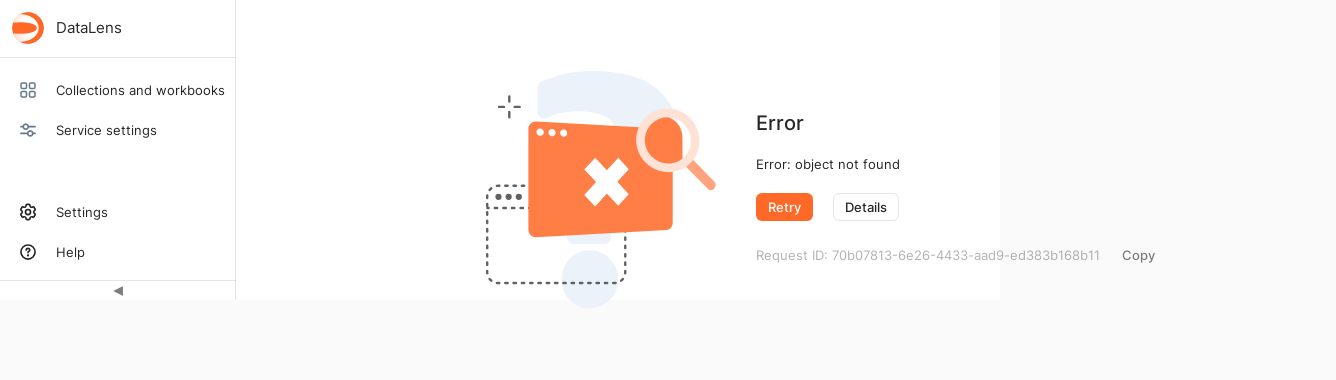 DataLens
Collections and workbooks
Service settings
Settings
Help
Error
Error: object not found
Retry
Details
Request ID: 70b07813-6e26-4433-aad9-ed383b168b11
Copy